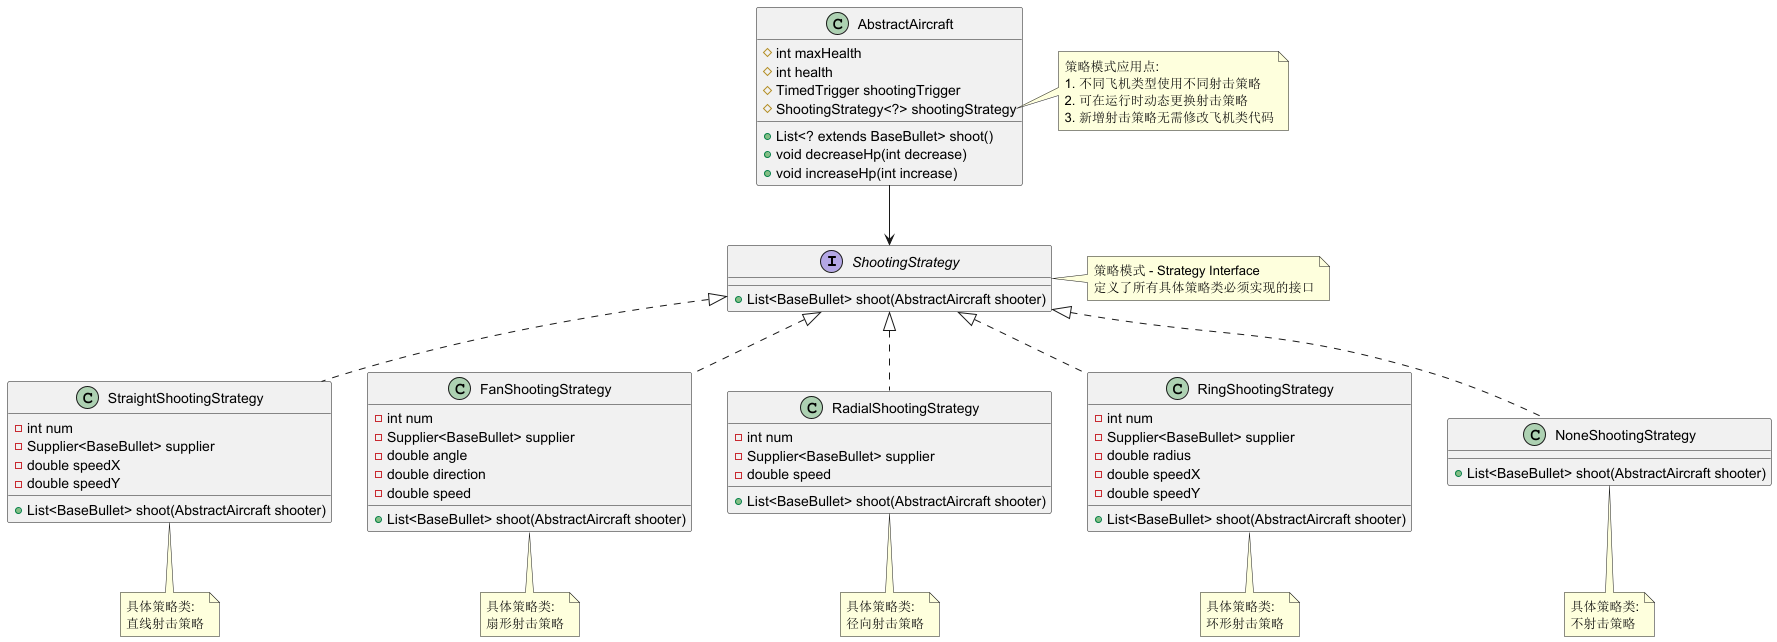 AbstractAircraft
int maxHealth
int health
TimedTrigger shootingTrigger
ShootingStrategy<?> shootingStrategy
List<? extends BaseBullet> shoot()
void decreaseHp(int decrease)
void increaseHp(int increase)
策略模式应用点:
1. 不同飞机类型使用不同射击策略
2. 可在运行时动态更换射击策略
3. 新增射击策略无需修改飞机类代码
ShootingStrategy
List<BaseBullet> shoot(AbstractAircraft shooter)
策略模式 - Strategy Interface
定义了所有具体策略类必须实现的接口
StraightShootingStrategy
int num
Supplier<BaseBullet> supplier
double speedX
double speedY
List<BaseBullet> shoot(AbstractAircraft shooter)
FanShootingStrategy
int num
Supplier<BaseBullet> supplier
double angle
double direction
double speed
List<BaseBullet> shoot(AbstractAircraft shooter)
RadialShootingStrategy
int num
Supplier<BaseBullet> supplier
double speed
List<BaseBullet> shoot(AbstractAircraft shooter)
RingShootingStrategy
int num
Supplier<BaseBullet> supplier
double radius
double speedX
double speedY
List<BaseBullet> shoot(AbstractAircraft shooter)
NoneShootingStrategy
List<BaseBullet> shoot(AbstractAircraft shooter)
具体策略类:
直线射击策略
具体策略类:
扇形射击策略
具体策略类:
径向射击策略
具体策略类:
环形射击策略
具体策略类:
不射击策略